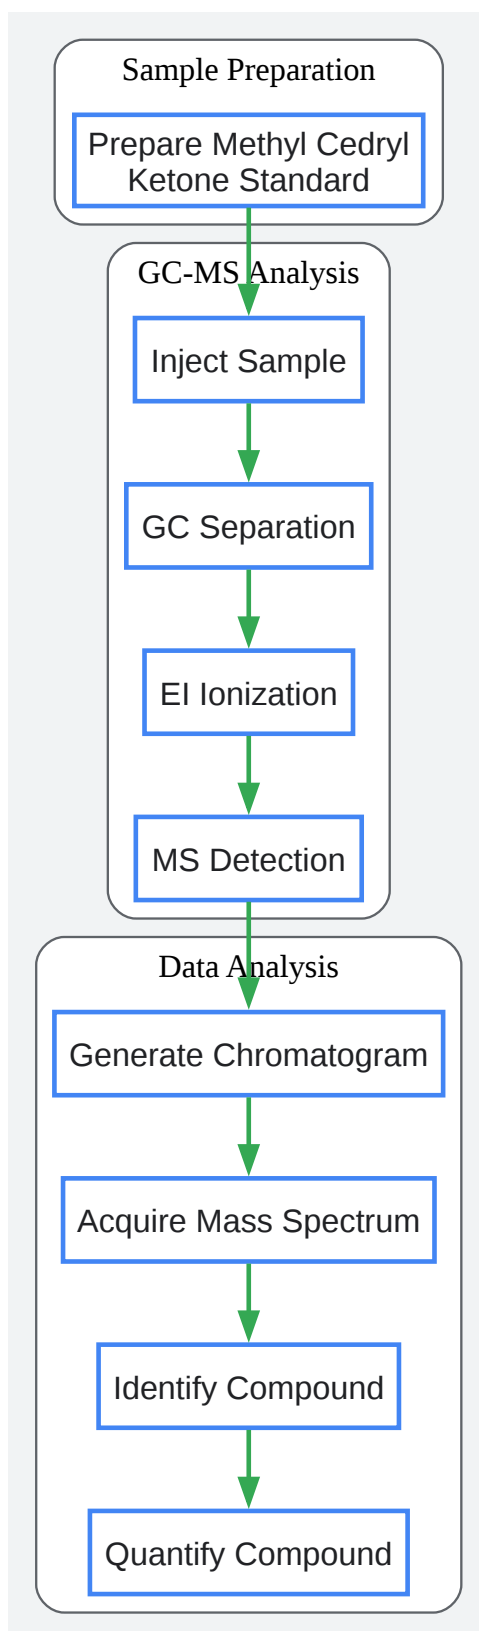 Sample Preparation
Prepare Methyl Cedryl
Ketone Standard
GC-MS Analysis
Inject Sample
GC Separation
EI Ionization
MS Detection
Data Analysis
Generate Chromatogram
Acquire Mass Spectrum
Identify Compound
Quantify Compound